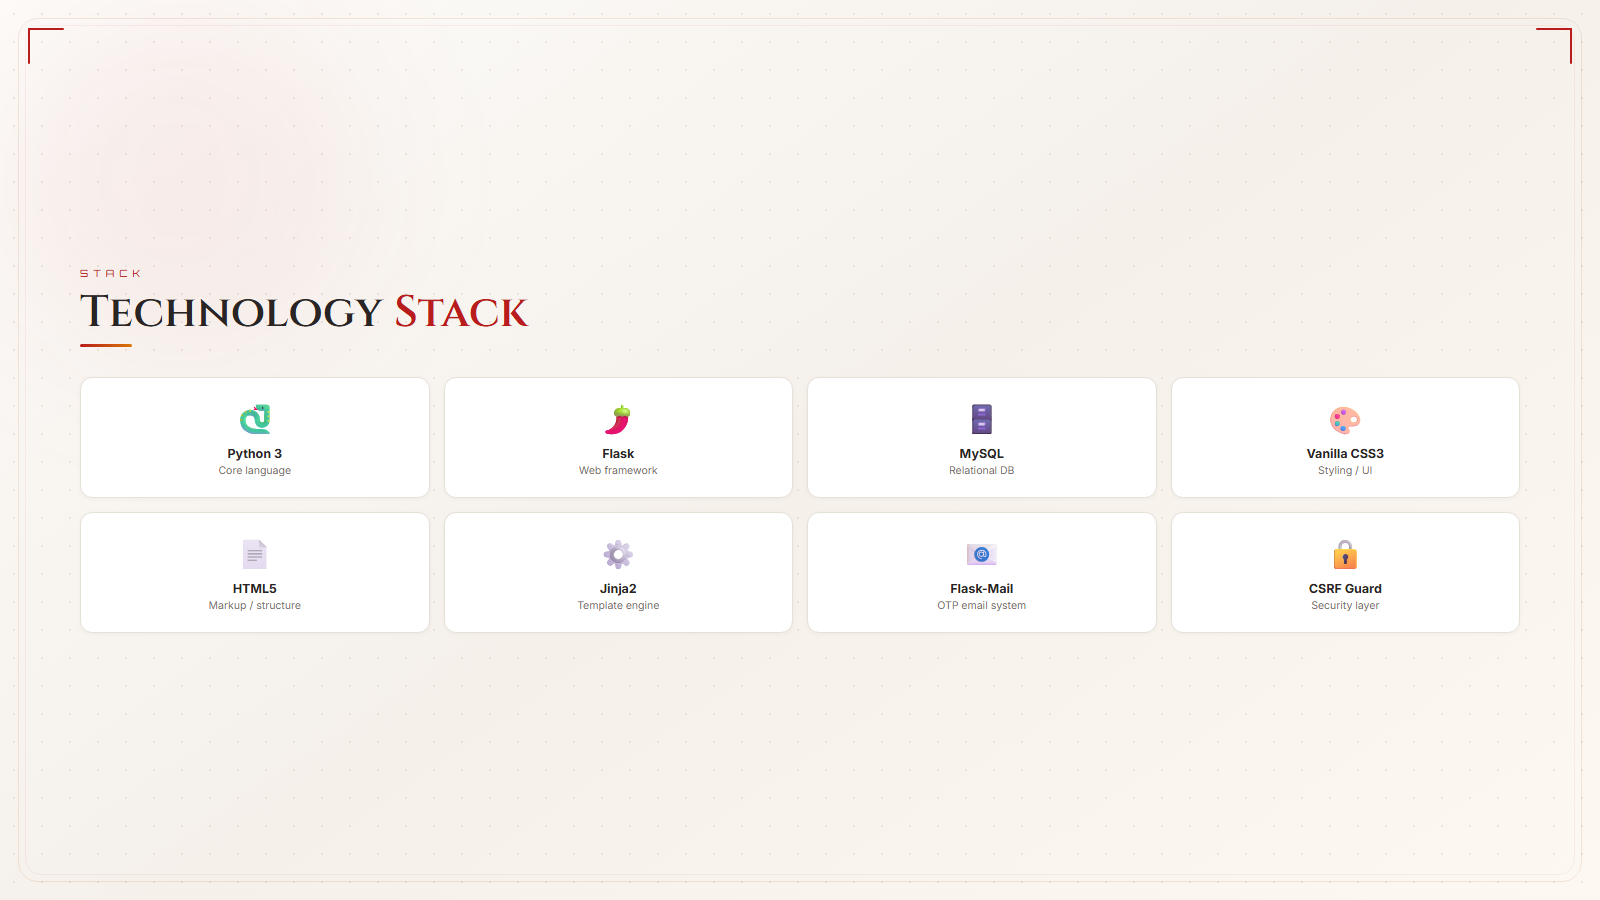 STACK
Technology Stack
Python 3
Core language
Flask
Web framework
MySQL
Relational DB
Vanilla CSS3
Styling / UI
HTML5
Markup / structure
Jinja2
Template engine
@
Flask-Mail
OTP email system
CSRF Guard
Security layer